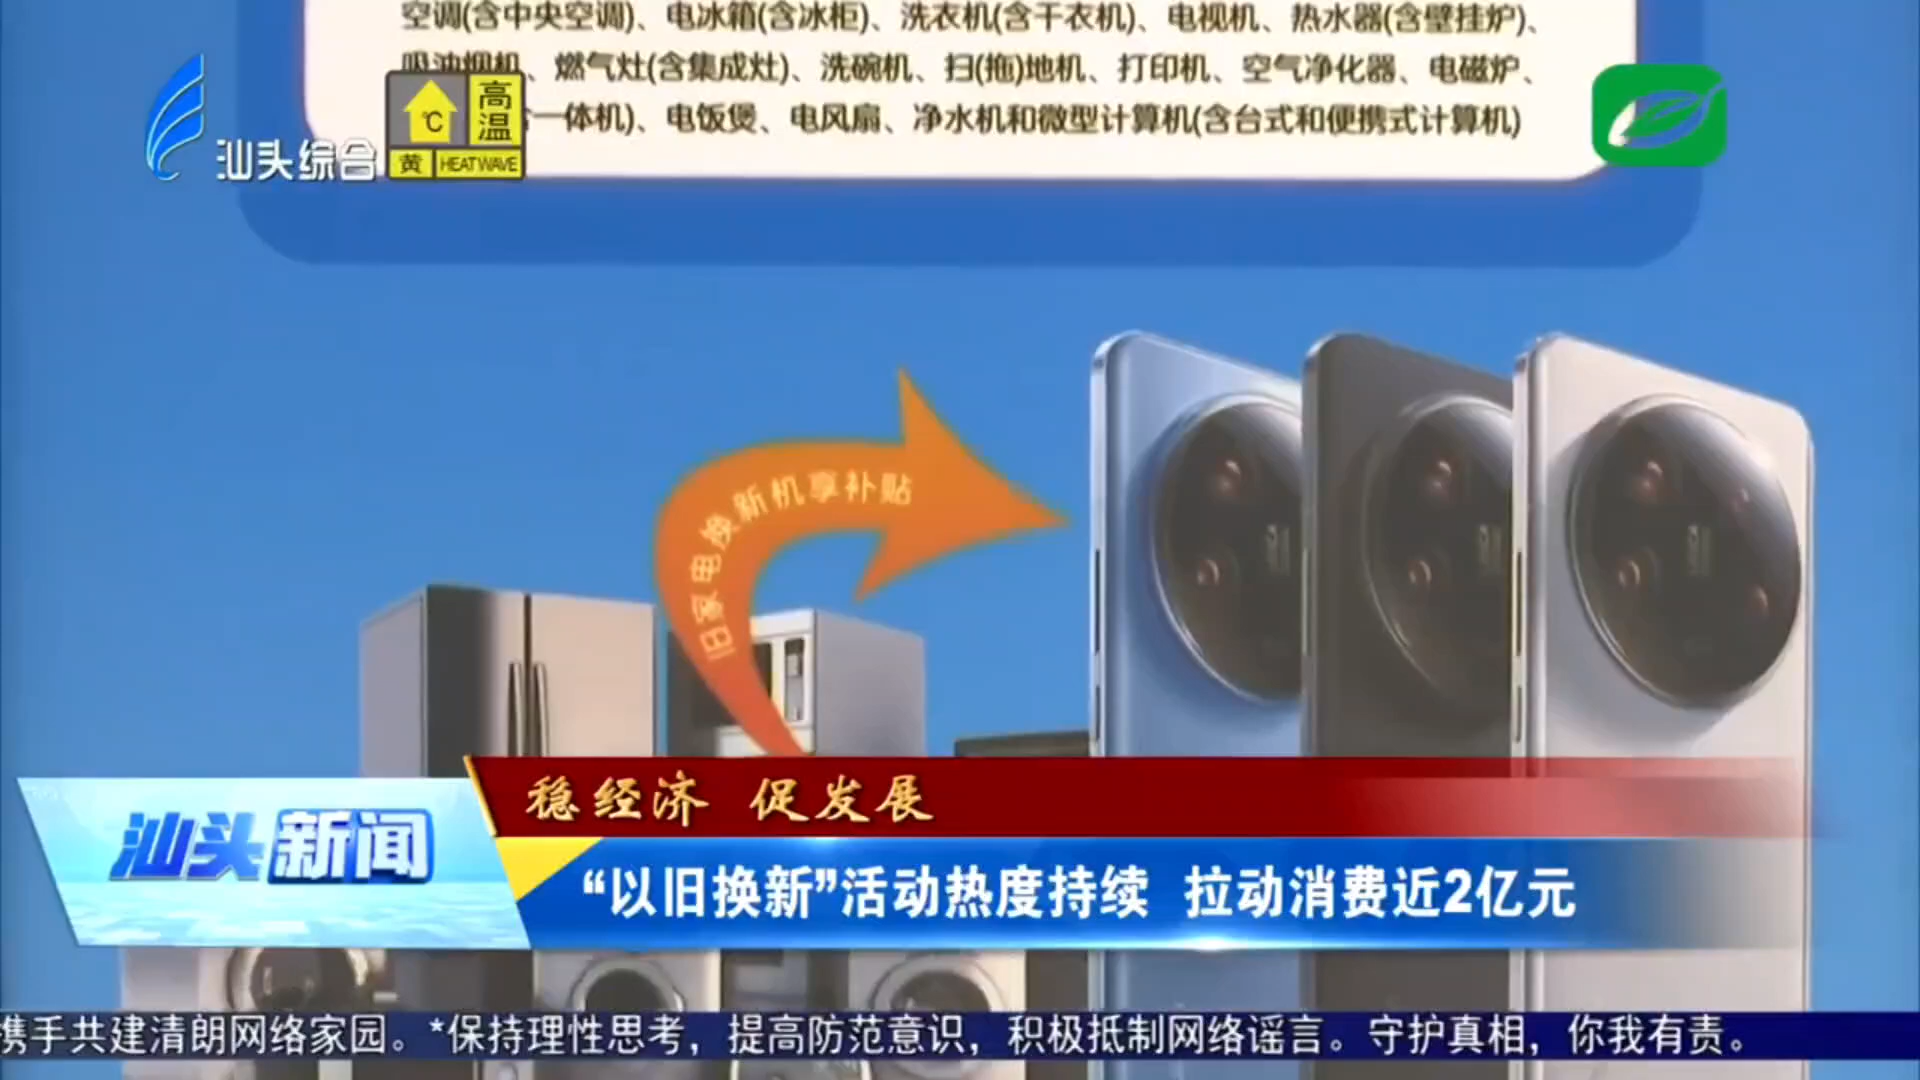 空调(含中央空调)、电冰箱(含冰柜)、洗衣机(含干衣机)、电视机、热水器(含壁挂炉)、
吸油烟机、燃气灶(含集成灶)、洗碗机、扫(拖)地机、打印机、空气净化器、电磁炉、
一体机)、电饭煲、电风扇、净水机和微型计算机(含台式和便携式计算机)
汕头综合
℃
高温
黄
HEAT WAVE
旧家电换新机享补贴
稳经济 促发展
汕头新闻
“以旧换新”活动热度持续 拉动消费近2亿元
携手共建清朗网络家园。*保持理性思考，提高防范意识，积极抵制网络谣言。守护真相，你我有责。